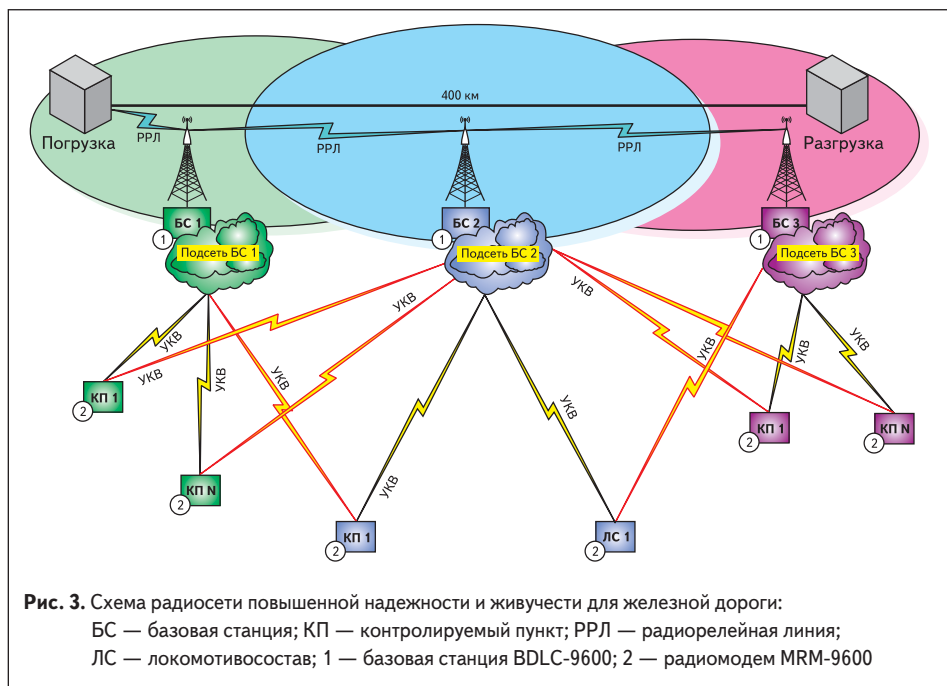 400 км
Погрузка
РРЛ
РРЛ
РРЛ
Разгрузка
БС 1
БС 2
БС 3
1
1
1
Подсеть БС 1
Подсеть БС 2
Подсеть БС 3
УКВ
УКВ
УКВ
УКВ
УКВ
УКВ
УКВ
УКВ
УКВ
УКВ
УКВ
УКВ
УКВ
КП 1
2
КП N
2
КП 1
2
ЛС 1
2
КП 1
2
КП N
2
Рис. 3. Схема радиосети повышенной надежности и живучести для железной дороги:
БС — базовая станция; КП — контролируемый пункт; РРЛ — радиорелейная линия;
ЛС — локомотивосостав; 1 — базовая станция BDLC-9600; 2 — радиомодем MRM-9600